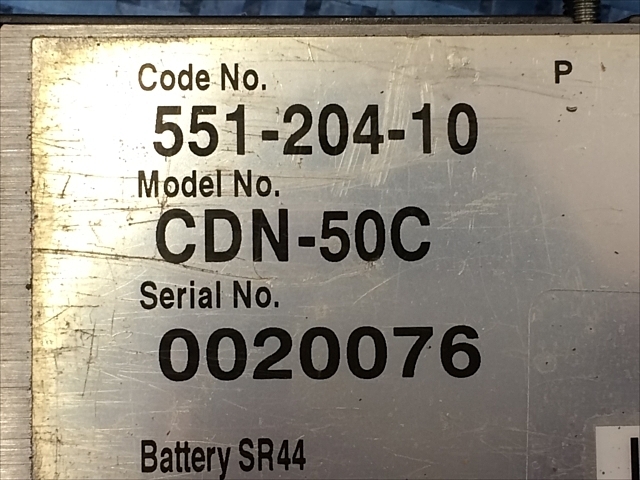 Code No.
P
551-204-10
Model No.
CDN-50C
Serial No.
0020076
Battery SR44